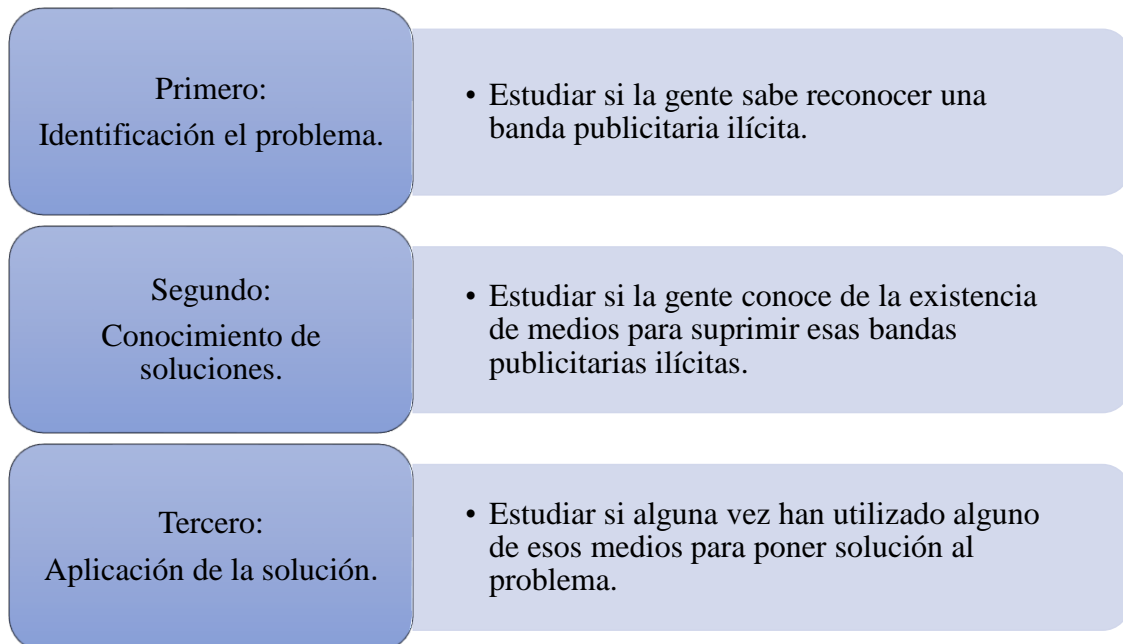 Primero:
Identificación el problema.
• Estudiar si la gente sabe reconocer una
banda publicitaria ilícita.
Segundo:
Conocimiento de
soluciones.
• Estudiar si la gente conoce de la existencia
de medios para suprimir esas bandas
publicitarias ilícitas.
Tercero:
Aplicación de la solución.
• Estudiar si alguna vez han utilizado alguno
de esos medios para poner solución al
problema.